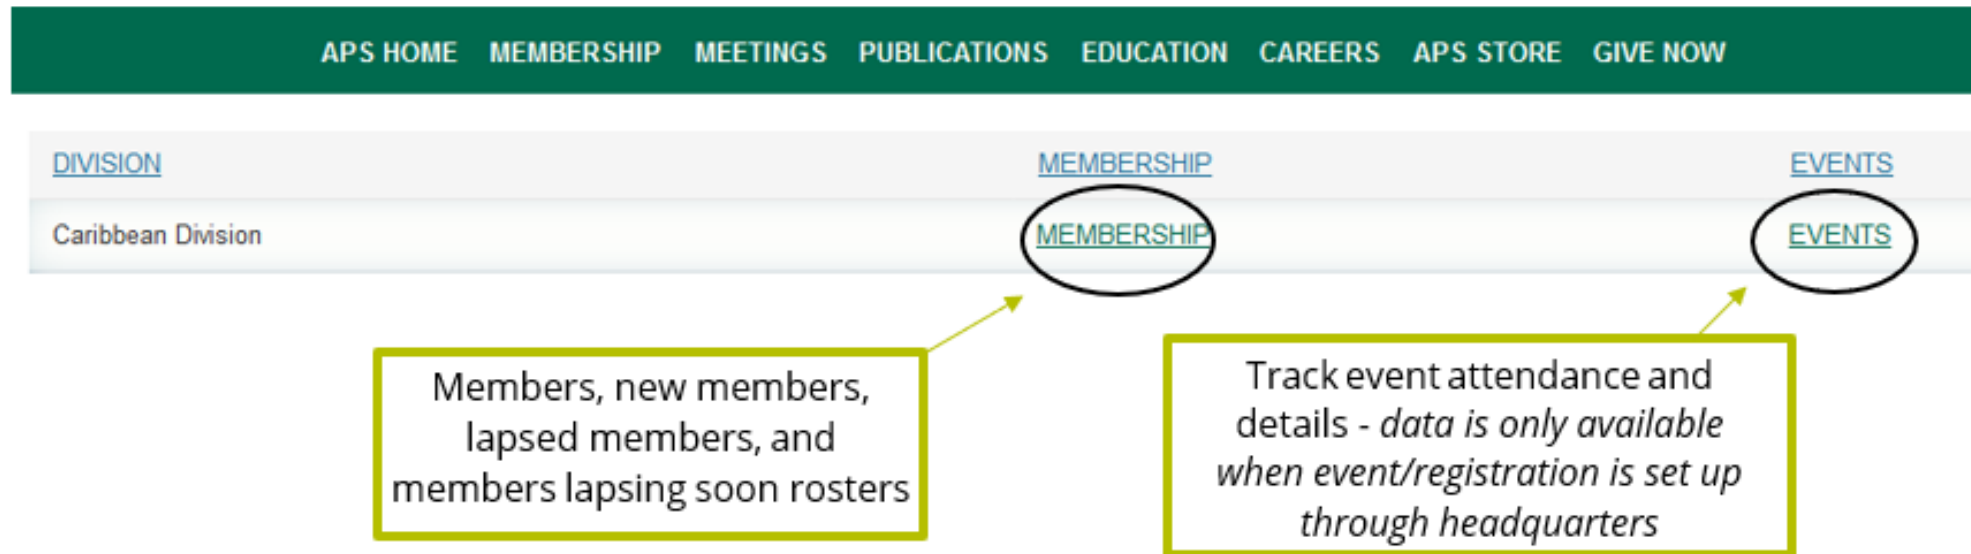 APS HOME MEMBERSHIP MEETINGS PUBLICATIONS EDUCATION CAREERS APS STORE GIVE NOW
DIVISION MEMBERSHIP EVENTS
Caribbean Division MEMBERSHIP EVENTS
Members, new members,
lapsed members, and
members lapsing soon rosters
Track event attendance and
details - data is only available
when event/registration is set up
through headquarters